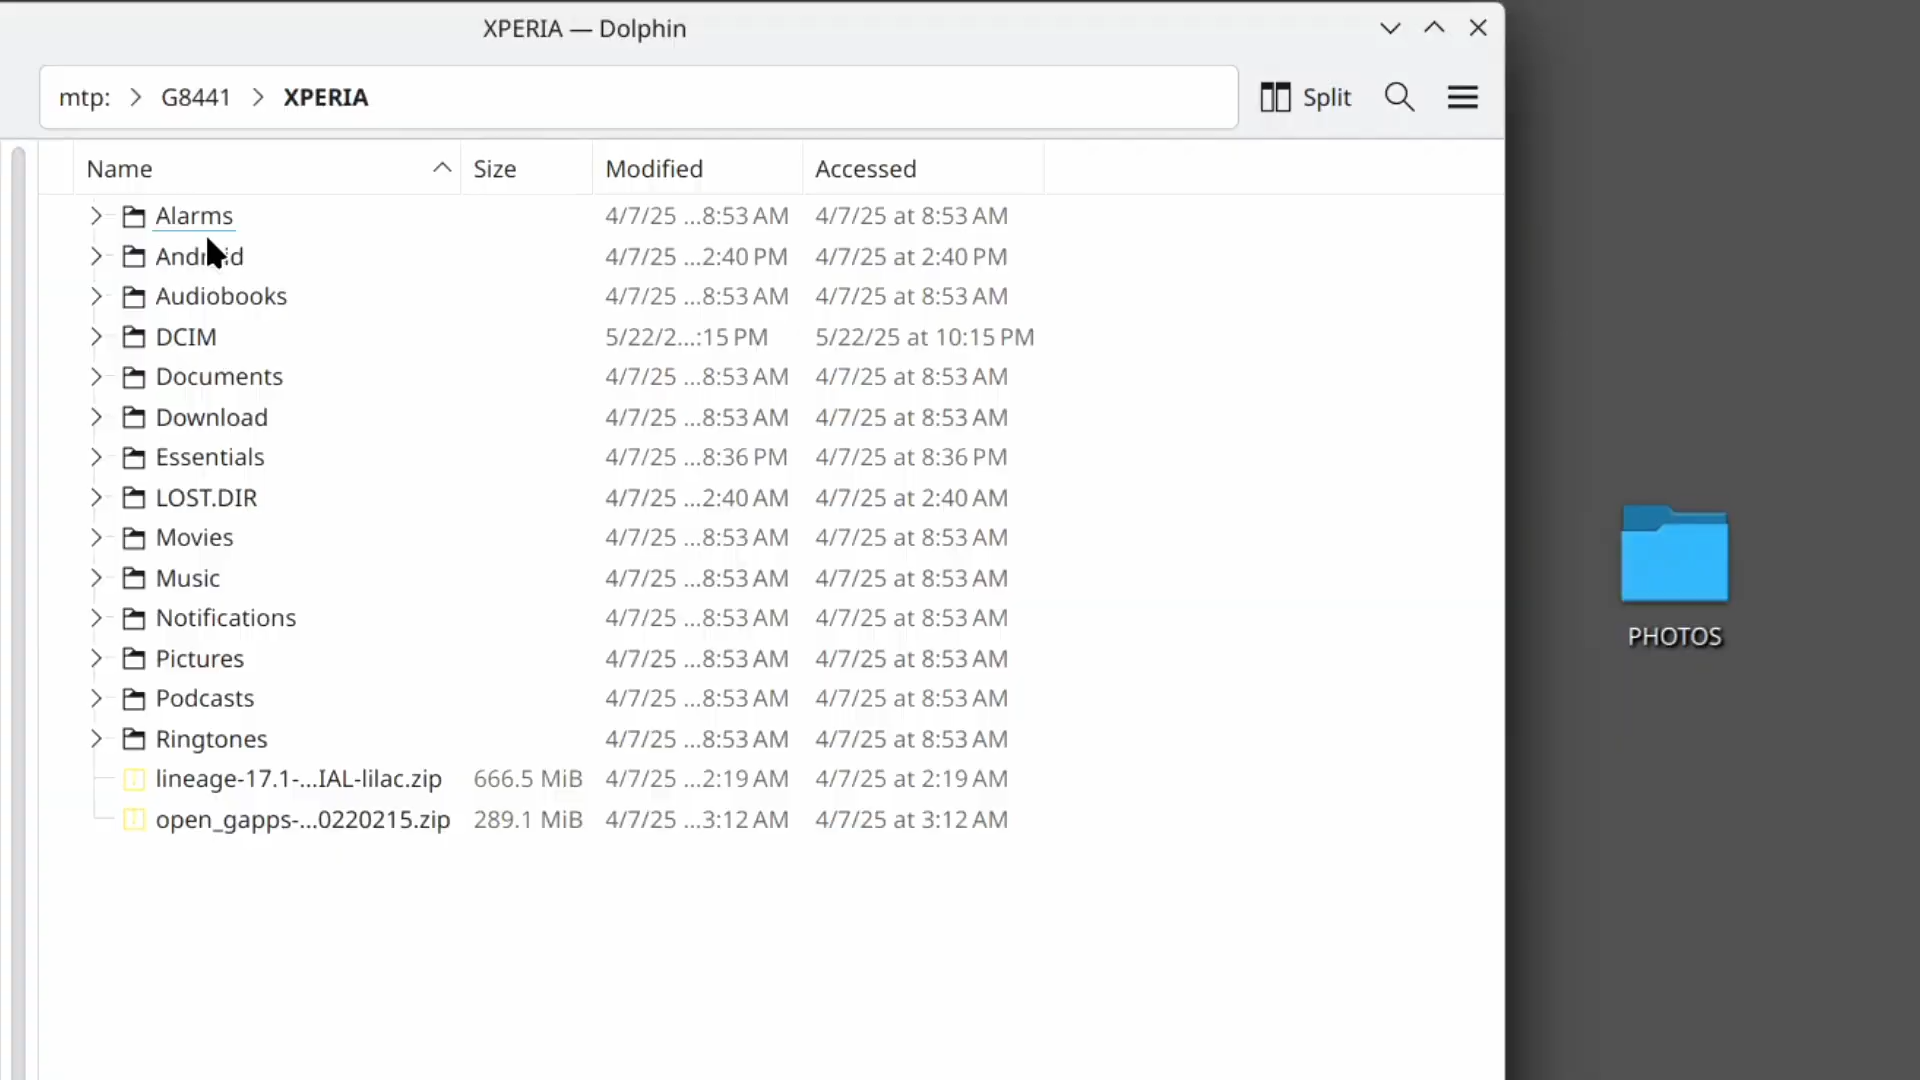 XPERIA — Dolphin
mtp: > G8441 > XPERIA
Split
Name Size Modified Accessed
Alarms 4/7/25 ...8:53 AM 4/7/25 at 8:53 AM
Android 4/7/25 ...2:40 PM 4/7/25 at 2:40 PM
Audiobooks 4/7/25 ...8:53 AM 4/7/25 at 8:53 AM
DCIM 5/22/2...:15 PM 5/22/25 at 10:15 PM
Documents 4/7/25 ...8:53 AM 4/7/25 at 8:53 AM
Download 4/7/25 ...8:53 AM 4/7/25 at 8:53 AM
Essentials 4/7/25 ...8:36 PM 4/7/25 at 8:36 PM
LOST.DIR 4/7/25 ...2:40 AM 4/7/25 at 2:40 AM
Movies 4/7/25 ...8:53 AM 4/7/25 at 8:53 AM
Music 4/7/25 ...8:53 AM 4/7/25 at 8:53 AM
Notifications 4/7/25 ...8:53 AM 4/7/25 at 8:53 AM
Pictures 4/7/25 ...8:53 AM 4/7/25 at 8:53 AM
Podcasts 4/7/25 ...8:53 AM 4/7/25 at 8:53 AM
Ringtones 4/7/25 ...8:53 AM 4/7/25 at 8:53 AM
lineage-17.1-...IAL-lilac.zip 666.5 MiB 4/7/25 ...2:19 AM 4/7/25 at 2:19 AM
open_gapps-...0220215.zip 289.1 MiB 4/7/25 ...3:12 AM 4/7/25 at 3:12 AM
PHOTOS